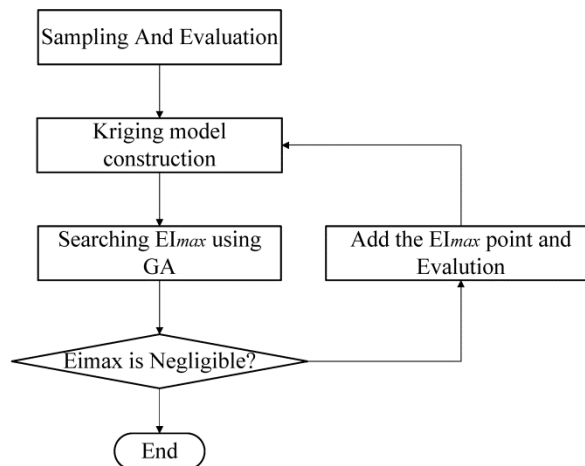 Sampling And Evaluation
Kriging model
construction
Searching EImax using
GA
Add the EImax point and
Evalution
Eimax is Negligible?
End